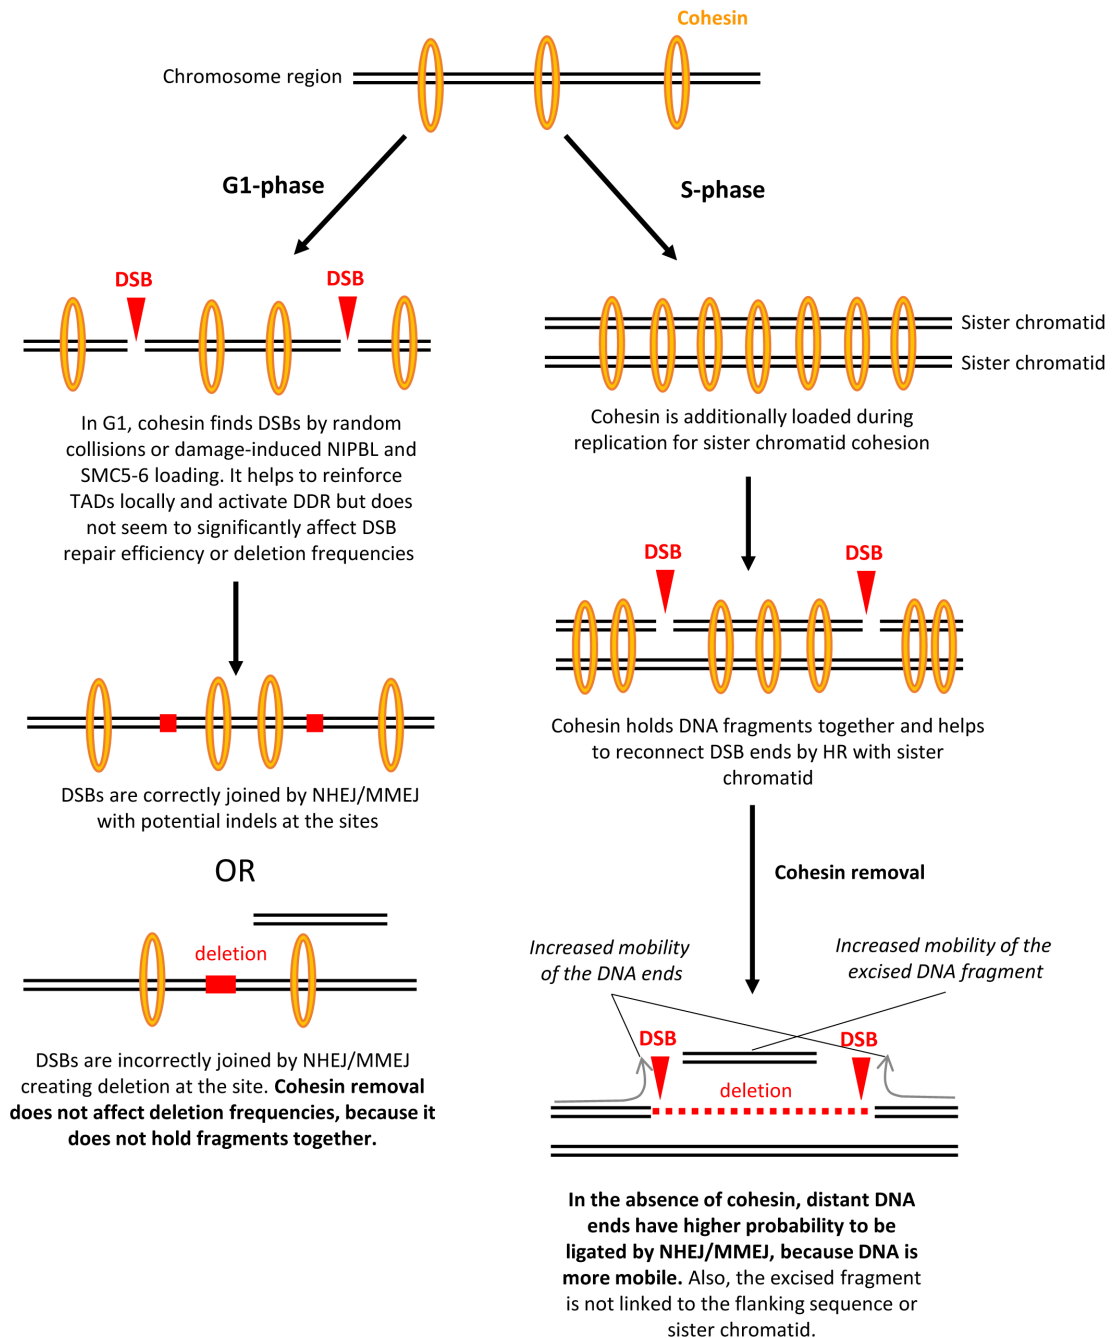 Cohesin
Chromosome region
G1-phase
S-phase
DSB
DSB
In G1, cohesin finds DSBs by random
collisions or damage-induced NIPBL and
SMC5-6 loading. It helps to reinforce
TADs locally and activate DDR but does
not seem to significantly affect DSB
repair efficiency or deletion frequencies
DSBs are correctly joined by NHEJ/MMEJ
with potential indels at the sites
OR
deletion
DSBs are incorrectly joined by NHEJ/MMEJ
creating deletion at the site. Cohesin removal
does not affect deletion frequencies, because it
does not hold fragments together.
Sister chromatid
Sister chromatid
Cohesin is additionally loaded during
replication for sister chromatid cohesion
DSB
DSB
Cohesin holds DNA fragments together and helps
to reconnect DSB ends by HR with sister
chromatid
Cohesin removal
Increased mobility
of the DNA ends
Increased mobility of the
excised DNA fragment
DSB
DSB
deletion
In the absence of cohesin, distant DNA
ends have higher probability to be
ligated by NHEJ/MMEJ, because DNA is
more mobile. Also, the excised fragment
is not linked to the flanking sequence or
sister chromatid.